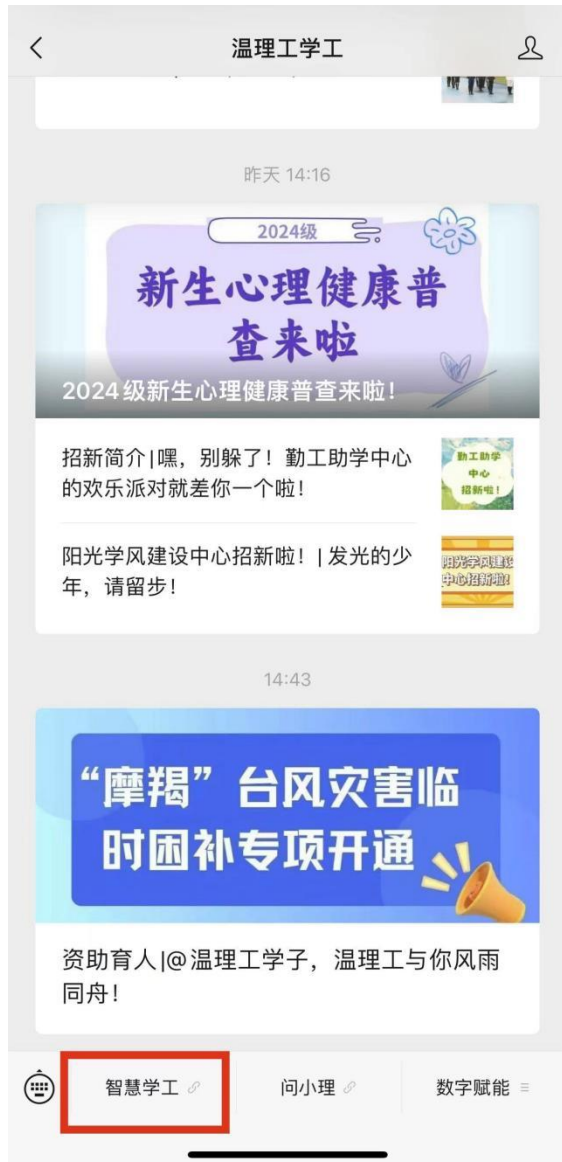 温理工学工
昨天 14:16
2024级
新生心理健康普
查来啦
2024级新生心理健康普查来啦!
招新简介|嘿，别躲了！勤工助学中心
的欢乐派对就差你一个啦！
勤工助学
中心
招新啦!
阳光学风建设中心招新啦！|发光的少
年，请留步！
阳光学风建设
中心招新啦!
14:43
“摩羯”台风灾害临
时困补专项开通
资助育人|@温理工学子，温理工与你风雨
同舟！
智慧学工
问小理
数字赋能